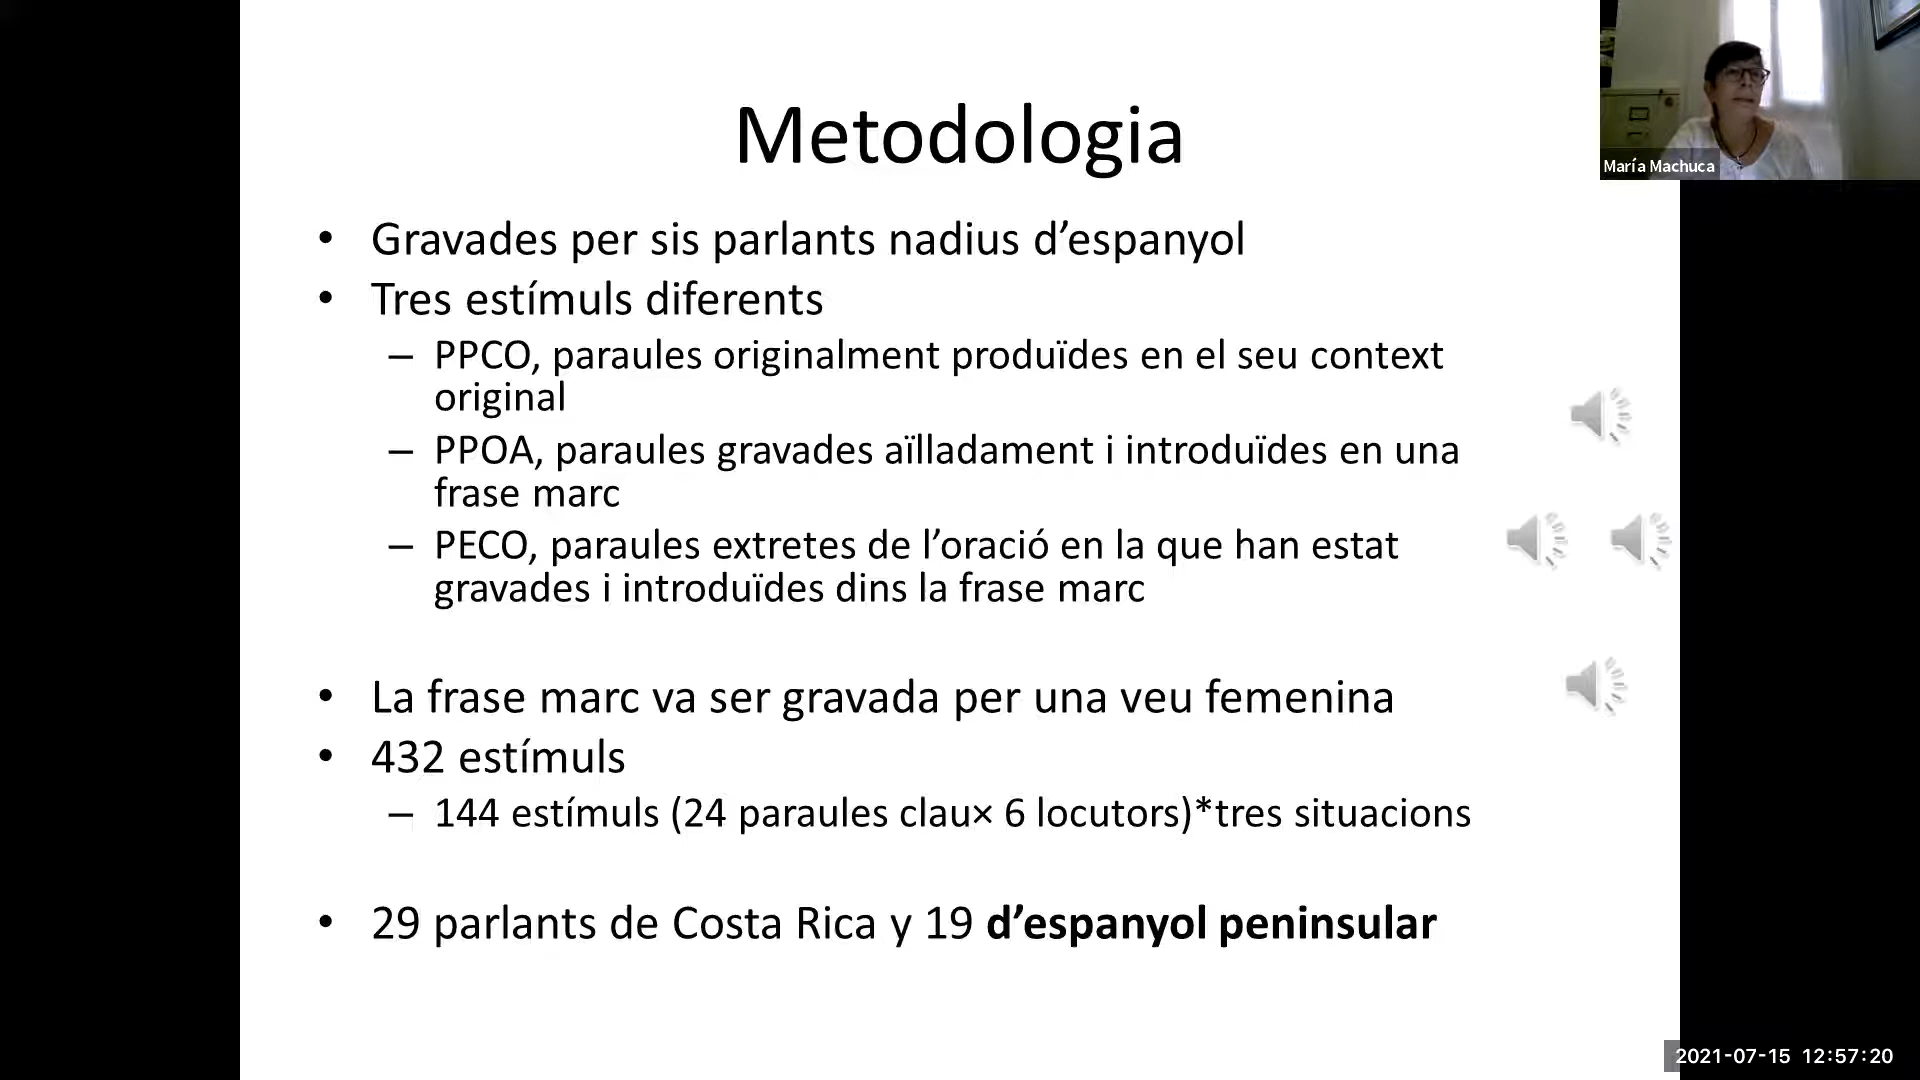 Metodologia
María Machuca
• Gravades per sis parlants nadius d’espanyol
• Tres estímuls diferents
– PPCO, paraules originalment produïdes en el seu context
original
– PPOA, paraules gravades aïlladament i introduïdes en una
frase marc
– PECO, paraules extretes de l’oració en la que han estat
gravades i introduïdes dins la frase marc
• La frase marc va ser gravada per una veu femenina
• 432 estímuls
– 144 estímuls (24 paraules clau× 6 locutors)*tres situacions
• 29 parlants de Costa Rica y 19 d’espanyol peninsular
2021-07-15 12:57:20